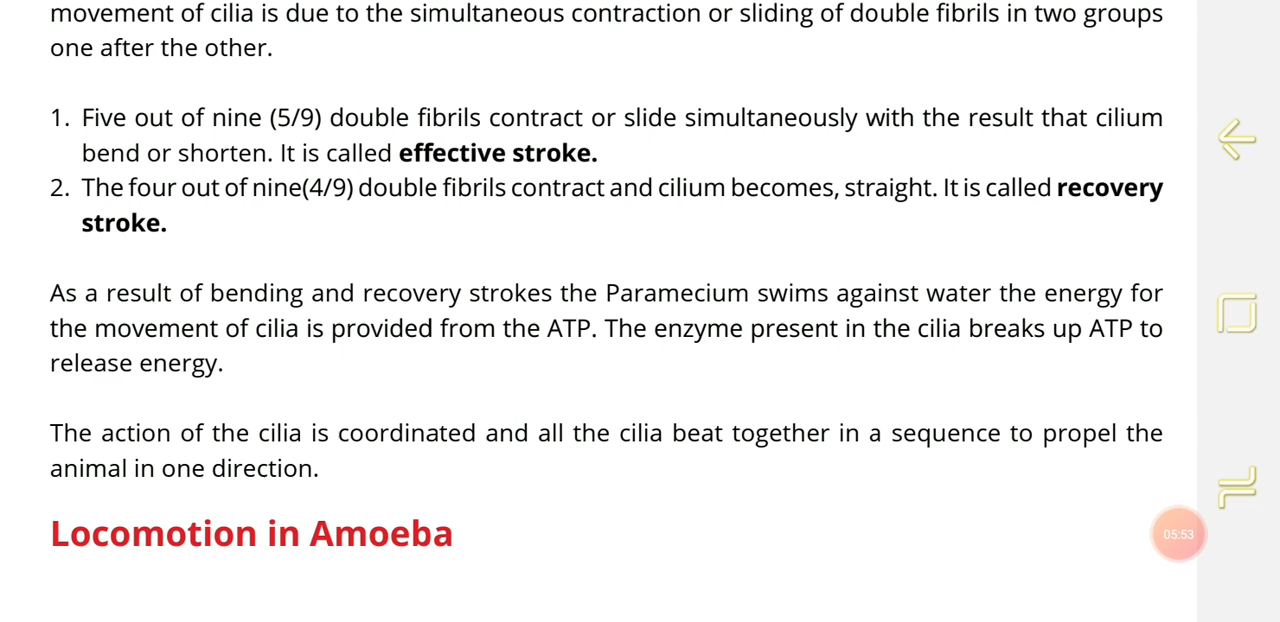 movement of cilia is due to the simultaneous contraction or sliding of double fibrils in two groups
one after the other.
1. Five out of nine (5/9) double fibrils contract or slide simultaneously with the result that cilium
bend or shorten. It is called effective stroke.
2. The four out of nine(4/9) double fibrils contract and cilium becomes, straight. It is called recovery
stroke.
As a result of bending and recovery strokes the Paramecium swims against water the energy for
the movement of cilia is provided from the ATP. The enzyme present in the cilia breaks up ATP to
release energy.
The action of the cilia is coordinated and all the cilia beat together in a sequence to propel the
animal in one direction.
Locomotion in Amoeba
05:53